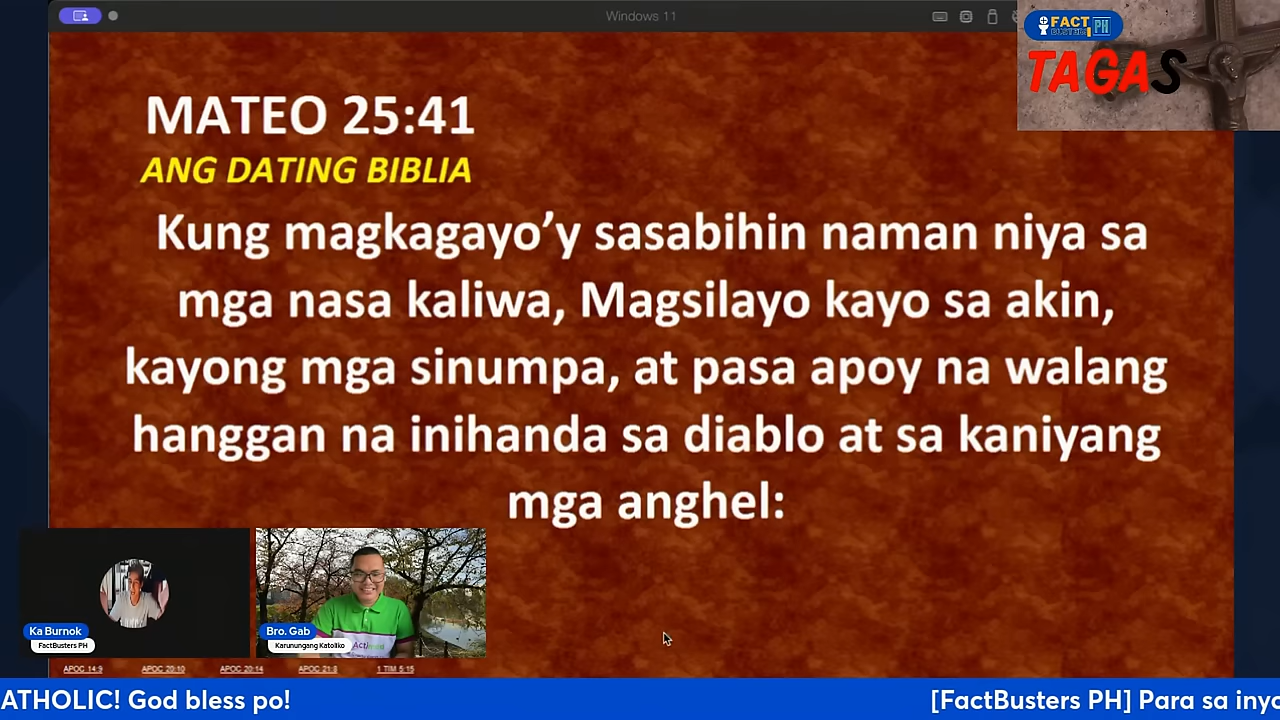 Windows 11
FACT
BUSTERS PH
TAGAS
MATEO 25:41
ANG DATING BIBLIA
Kung magkagayo’y sasabihin naman niya sa
mga nasa kaliwa, Magsilayo kayo sa akin,
kayong mga sinumpa, at pasa apoy na walang
hanggan na inihanda sa diablo at sa kaniyang
mga anghel:
Ka Burnok
FactBusters PH
Bro. Gab
Karunungang Katoliko
APOC 14:9 APOC 20:10 APOC 20:14 APOC 21:8 1 TIM 5:15
ATHOLIC! God bless po! [FactBusters PH] Para sa inyo